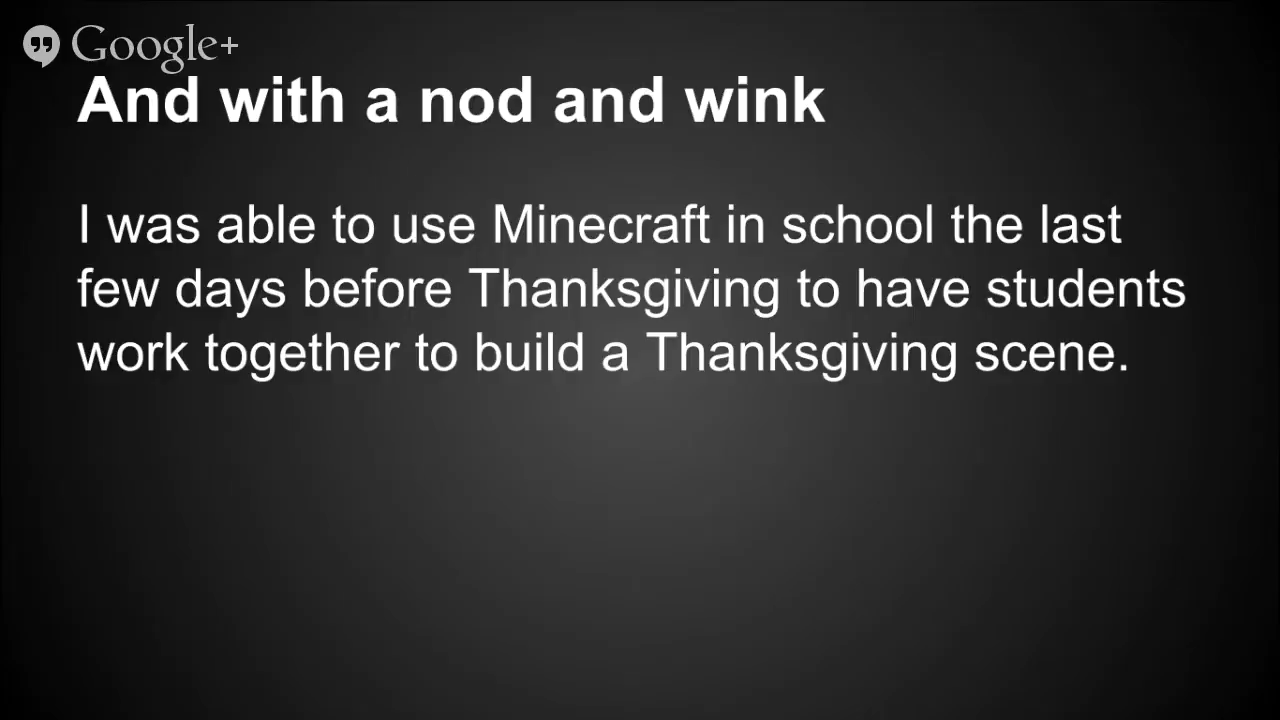 Google+
And with a nod and wink
I was able to use Minecraft in school the last
few days before Thanksgiving to have students
work together to build a Thanksgiving scene.